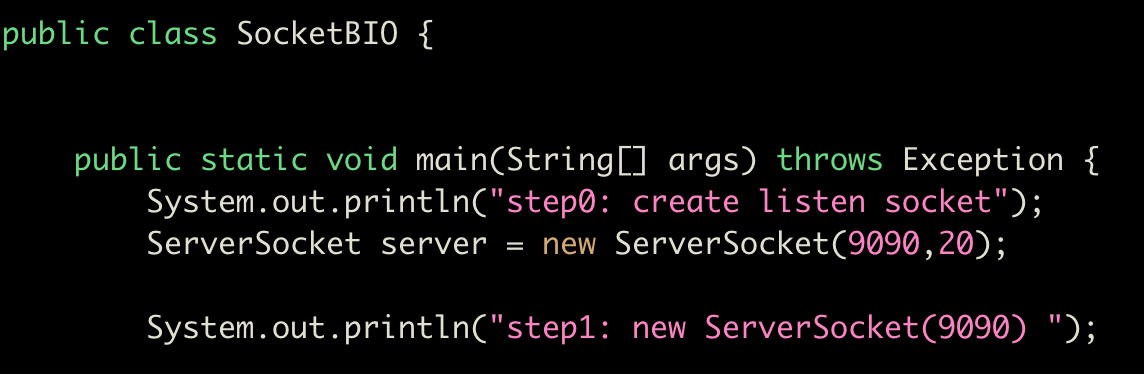 public class SocketBIO {
public static void main(String[] args) throws Exception {
System.out.println("step0: create listen socket");
ServerSocket server = new ServerSocket(9090,20);
System.out.println("step1: new ServerSocket(9090) ");